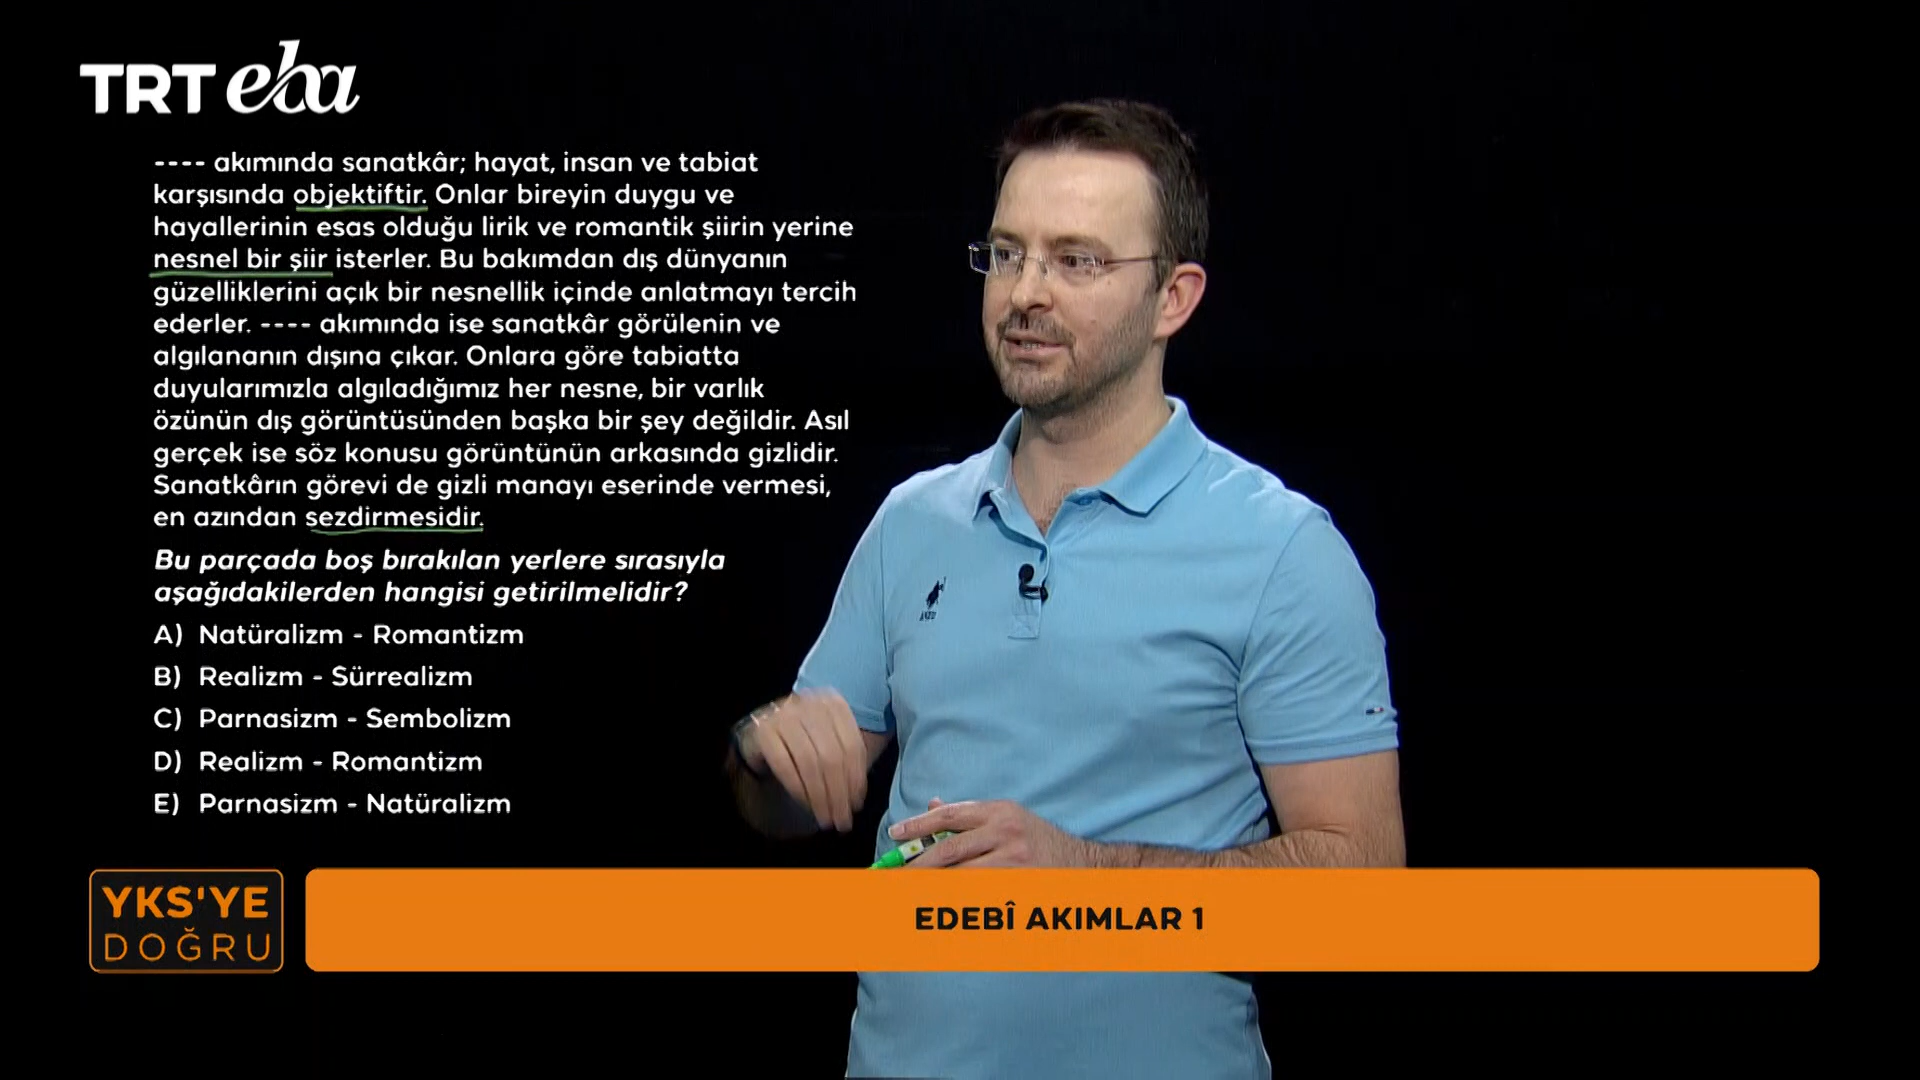 TRT eba
---- akımında sanatkâr; hayat, insan ve tabiat
karşısında objektiftir. Onlar bireyin duygu ve
hayallerinin esas olduğu lirik ve romantik şiirin yerine
nesnel bir şiir isterler. Bu bakımdan dış dünyanın
güzelliklerini açık bir nesnellik içinde anlatmayı tercih
ederler. ---- akımında ise sanatkâr görülenin ve
algılananın dışına çıkar. Onlara göre tabiatta
duyularımızla algıladığımız her nesne, bir varlık
özünün dış görüntüsünden başka bir şey değildir. Asıl
gerçek ise söz konusu görüntünün arkasında gizlidir.
Sanatkârın görevi de gizli manayı eserinde vermesi,
en azından sezdirmesidir.
Bu parçada boş bırakılan yerlere sırasıyla
aşağıdakilerden hangisi getirilmelidir?
A) Natüralizm - Romantizm
B) Realizm - Sürrealizm
C) Parnasizm - Sembolizm
D) Realizm - Romantizm
E) Parnasizm - Natüralizm
YKS'YE
DOĞRU
EDEBÎ AKIMLAR 1